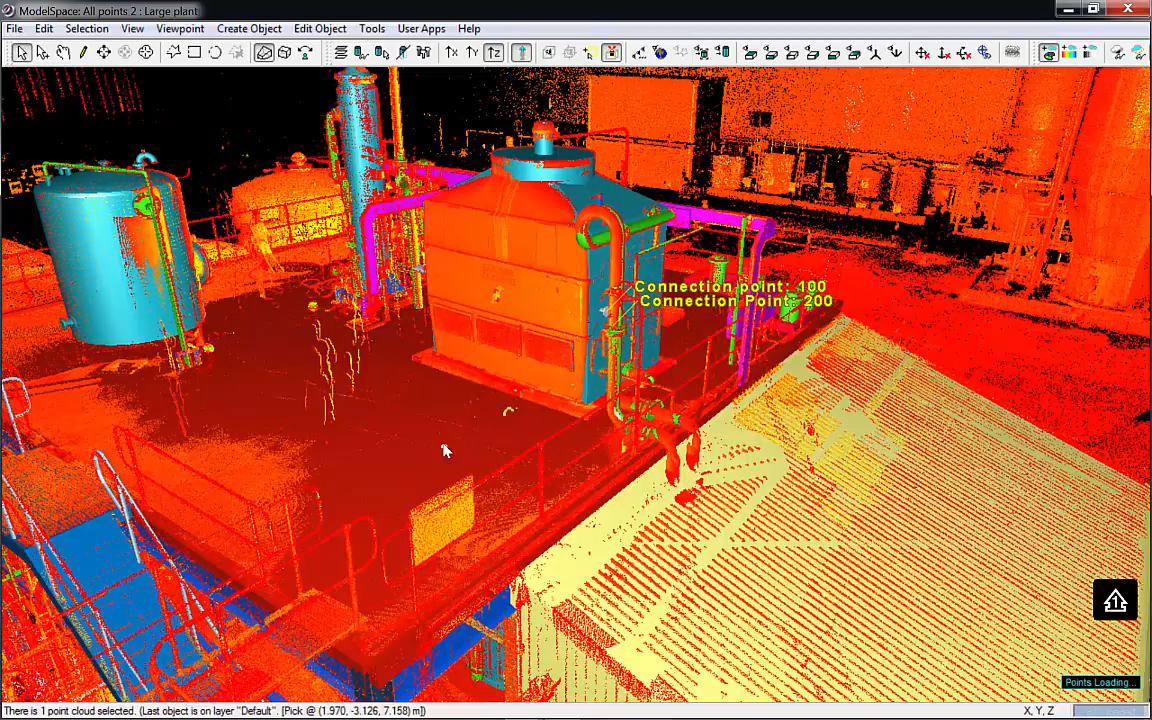 ModelSpace: All points 2 : Large plant
File Edit Selection Viewpoint View Create Object Edit Object Tools User Apps Help
Connection point: 100
Connection Point: 200
1
Points Loading...
There is 1 point cloud selected. (Last object is on layer "Default". [Pick @ (1.970, -3.126, 7.158) m]) X, Y, Z